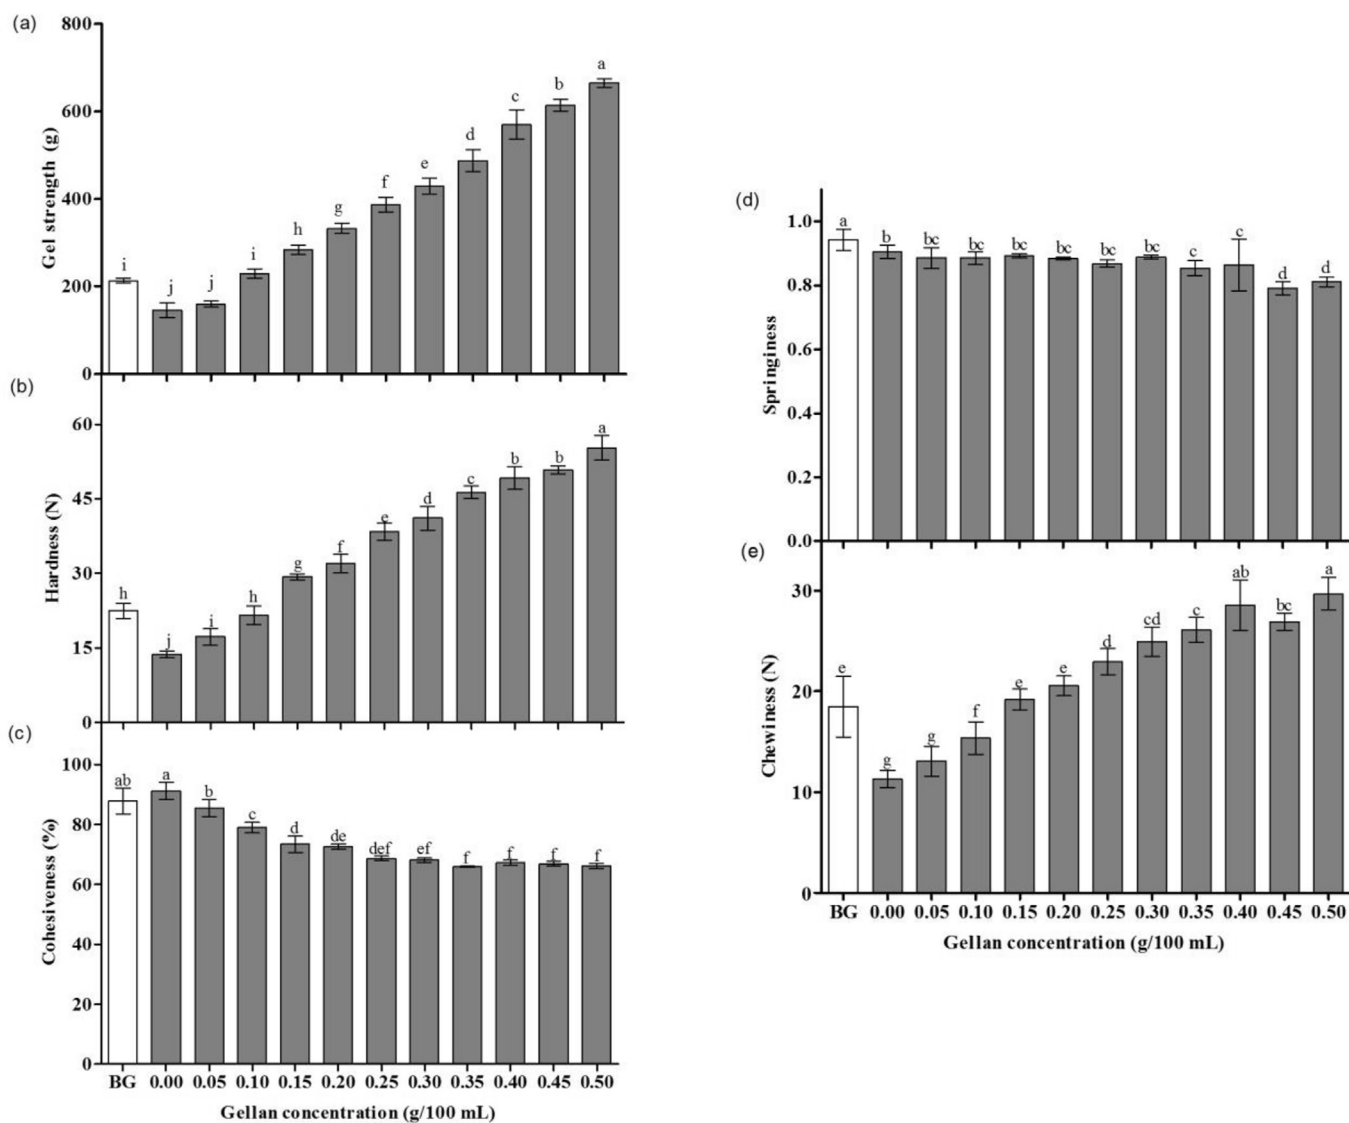 (a)
800
600
400
200
0
Gel strength (g)
i j j i h g f e d c b a
(b)
60
45
30
15
0
Hardness (N)
h j i h g f e d c b b a
(c)
100
80
60
40
20
0
Cohesiveness (%)
ab a b c d de def ef f f f f
BG 0.00 0.05 0.10 0.15 0.20 0.25 0.30 0.35 0.40 0.45 0.50
Gellan concentration (g/100 mL)
(d)
1.0
0.8
0.6
0.4
0.2
0.0
Springiness
a b bc bc bc bc bc bc c c d d
(e)
30
20
10
0
Chewiness (N)
e g g f e e d cd c ab bc a
BG 0.00 0.05 0.10 0.15 0.20 0.25 0.30 0.35 0.40 0.45 0.50
Gellan concentration (g/100 mL)